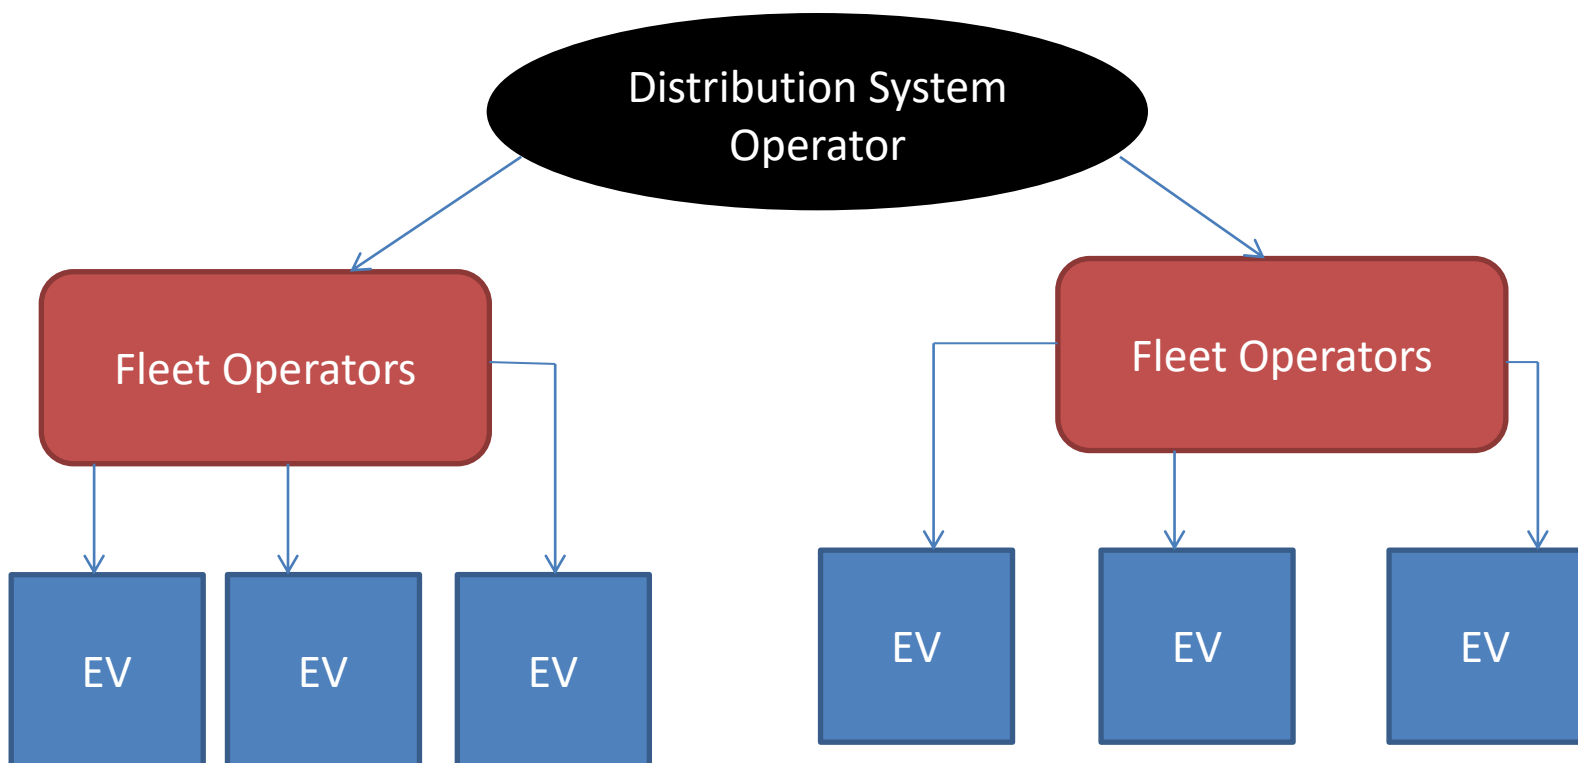 Distribution System
Operator
Fleet Operators
Fleet Operators
EV
EV
EV
EV
EV
EV